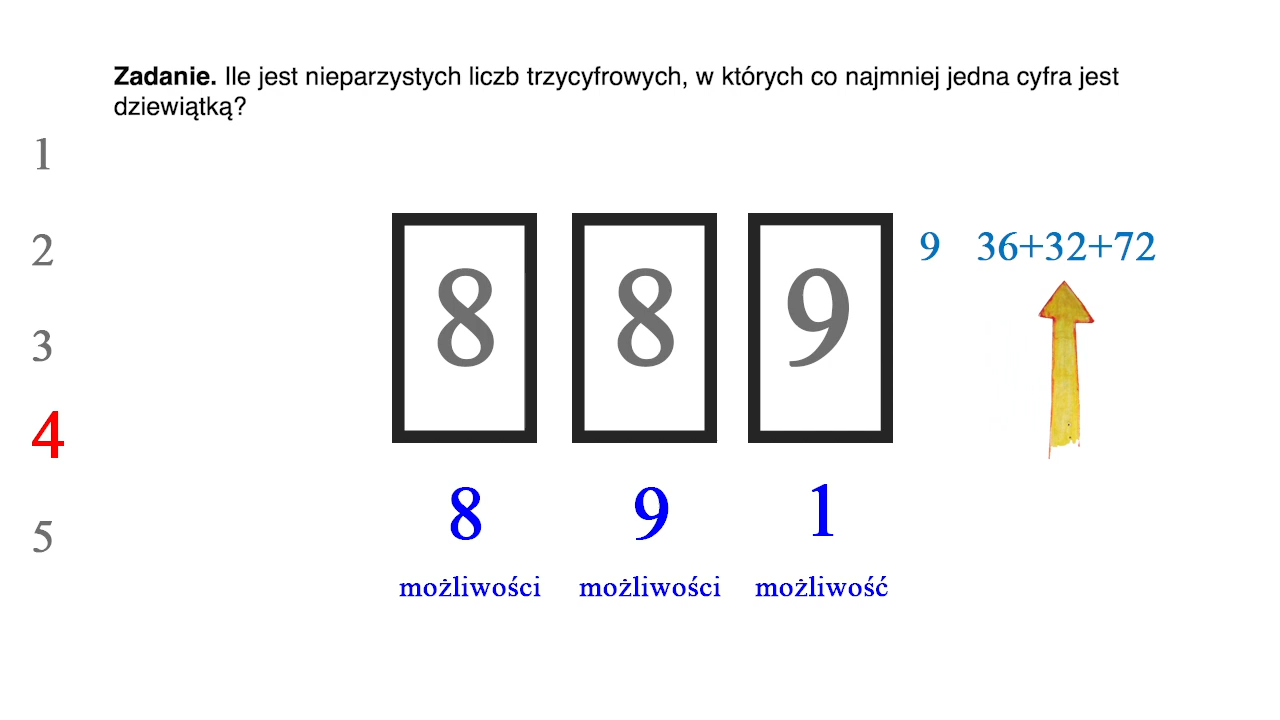 Zadanie. Ile jest nieparzystych liczb trzycyfrowych, w których co najmniej jedna cyfra jest
dziewiątką?
1
2
3
4
5
8 8 9
9 36+32+72
8 9 1
możliwości możliwości możliwość